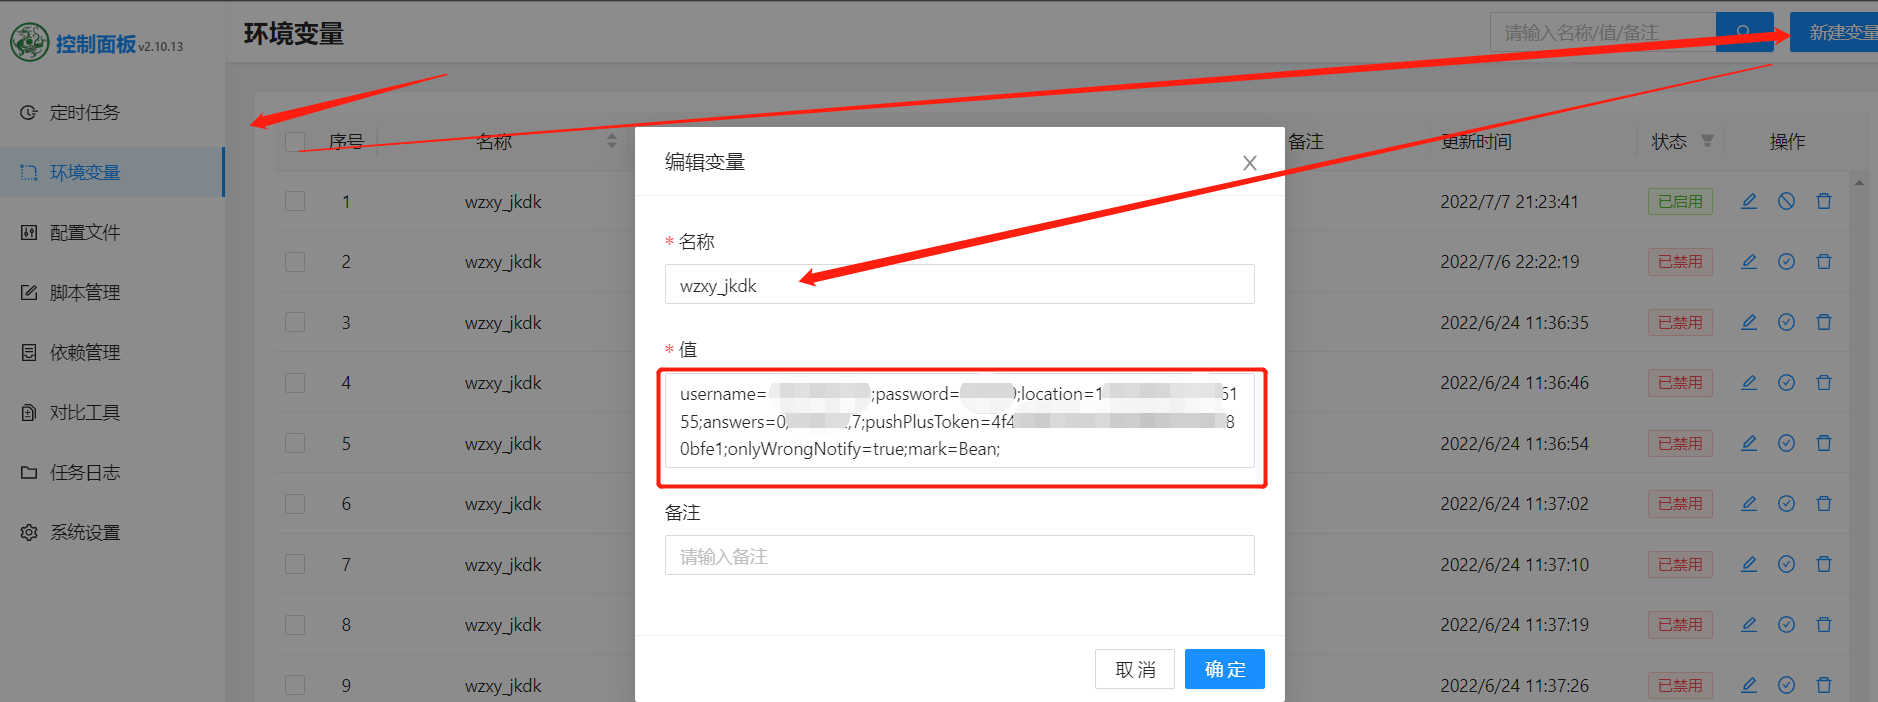 控制面板 v2.10.13
环境变量
请输入名称/值/备注
新建变量
定时任务
环境变量
配置文件
脚本管理
依赖管理
对比工具
任务日志
系统设置
序号 名称 备注 更新时间 状态 操作
1 wzxy_jkdk 2022/7/7 21:23:41 已启用
2 wzxy_jkdk 2022/7/6 22:22:19 已禁用
3 wzxy_jkdk 2022/6/24 11:36:35 已禁用
4 wzxy_jkdk 2022/6/24 11:36:46 已禁用
5 wzxy_jkdk 2022/6/24 11:36:54 已禁用
6 wzxy_jkdk 2022/6/24 11:37:02 已禁用
7 wzxy_jkdk 2022/6/24 11:37:10 已禁用
8 wzxy_jkdk 2022/6/24 11:37:19 已禁用
9 wzxy_jkdk 2022/6/24 11:37:26 已禁用
编辑变量
* 名称
wzxy_jkdk
* 值
username= ;password= ;location=1 61
55;answers=0, ,7;pushPlusToken=4f4 8
0bfe1;onlyWrongNotify=true;mark=Bean;
备注
请输入备注
取消 确定